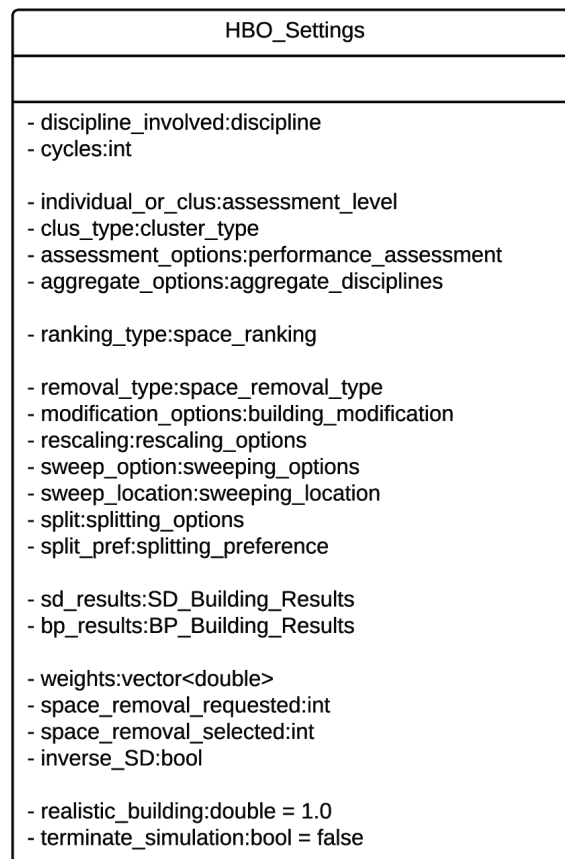 HBO_Settings
- discipline_involved:discipline
- cycles:int
- individual_or_clus:assessment_level
- clus_type:cluster_type
- assessment_options:performance_assessment
- aggregate_options:aggregate_disciplines
- ranking_type:space_ranking
- removal_type:space_removal_type
- modification_options:building_modification
- rescaling:rescaling_options
- sweep_option:sweeping_options
- sweep_location:sweeping_location
- split:splitting_options
- split_pref:splitting_preference
- sd_results:SD_Building_Results
- bp_results:BP_Building_Results
- weights:vector<double>
- space_removal_requested:int
- space_removal_selected:int
- inverse_SD:bool
- realistic_building:double = 1.0
- terminate_simulation:bool = false